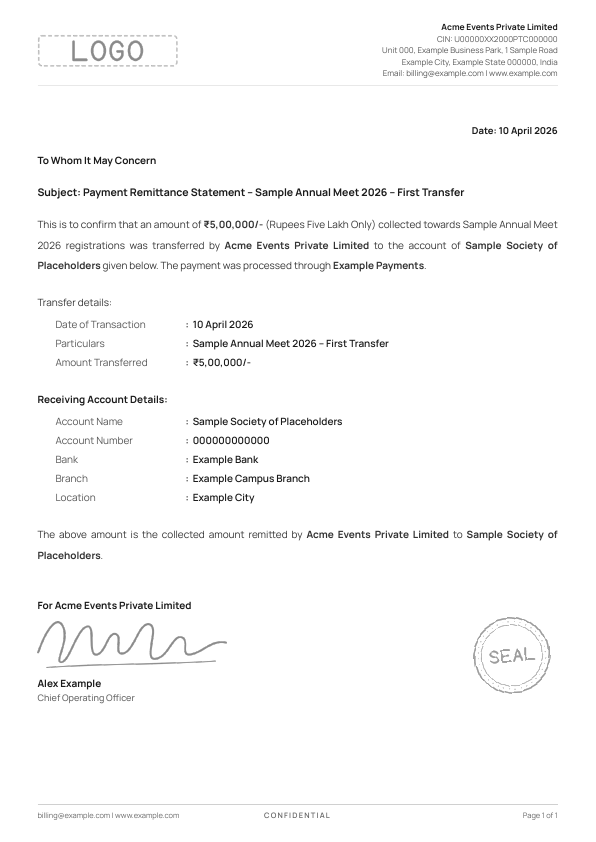 LOGO
Acme Events Private Limited
CIN: U00000XX2000PTC000000
Unit 000, Example Business Park, 1 Sample Road
Example City, Example State 000000, India
Email: billing@example.com | www.example.com
Date: 10 April 2026
To Whom It May Concern
Subject: Payment Remittance Statement – Sample Annual Meet 2026 – First Transfer
This is to confirm that an amount of ₹5,00,000/- (Rupees Five Lakh Only) collected towards Sample Annual Meet
2026 registrations was transferred by Acme Events Private Limited to the account of Sample Society of
Placeholders given below. The payment was processed through Example Payments.
Transfer details:
Date of Transaction : 10 April 2026
Particulars : Sample Annual Meet 2026 – First Transfer
Amount Transferred : ₹5,00,000/-
Receiving Account Details:
Account Name : Sample Society of Placeholders
Account Number : 000000000000
Bank : Example Bank
Branch : Example Campus Branch
Location : Example City
The above amount is the collected amount remitted by Acme Events Private Limited to Sample Society of
Placeholders.
For Acme Events Private Limited
SEAL
Alex Example
Chief Operating Officer
billing@example.com | www.example.com CONFIDENTIAL Page 1 of 1